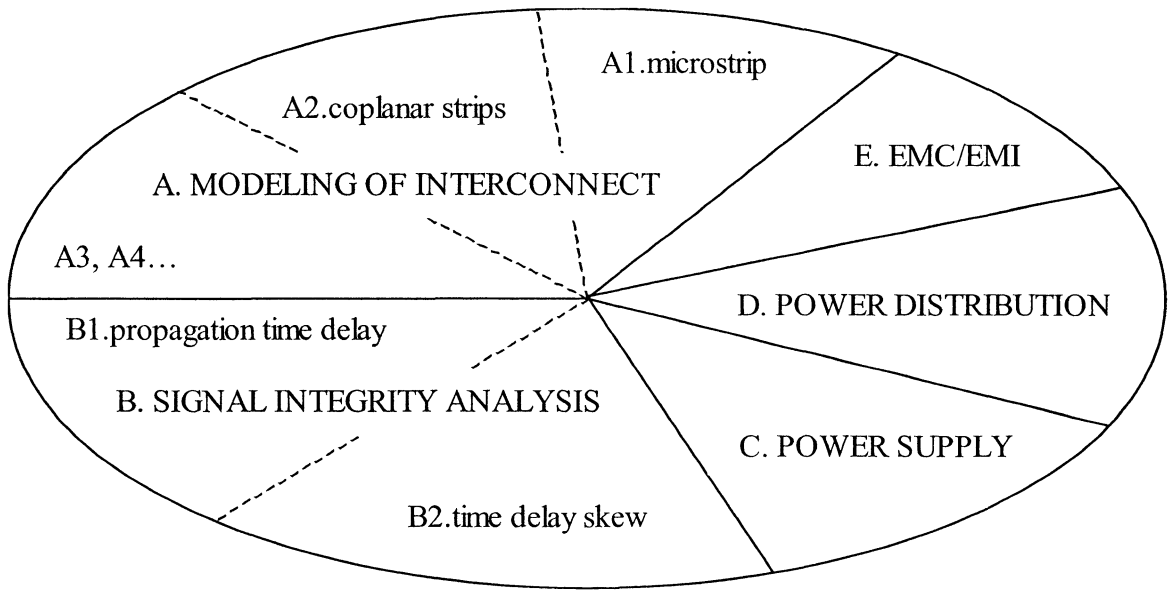 A1.microstrip
A2.coplanar strips
E. EMC/EMI
A. MODELING OF INTERCONNECT
A3, A4…
D. POWER DISTRIBUTION
B1.propagation time delay
B. SIGNAL INTEGRITY ANALYSIS
C. POWER SUPPLY
B2.time delay skew